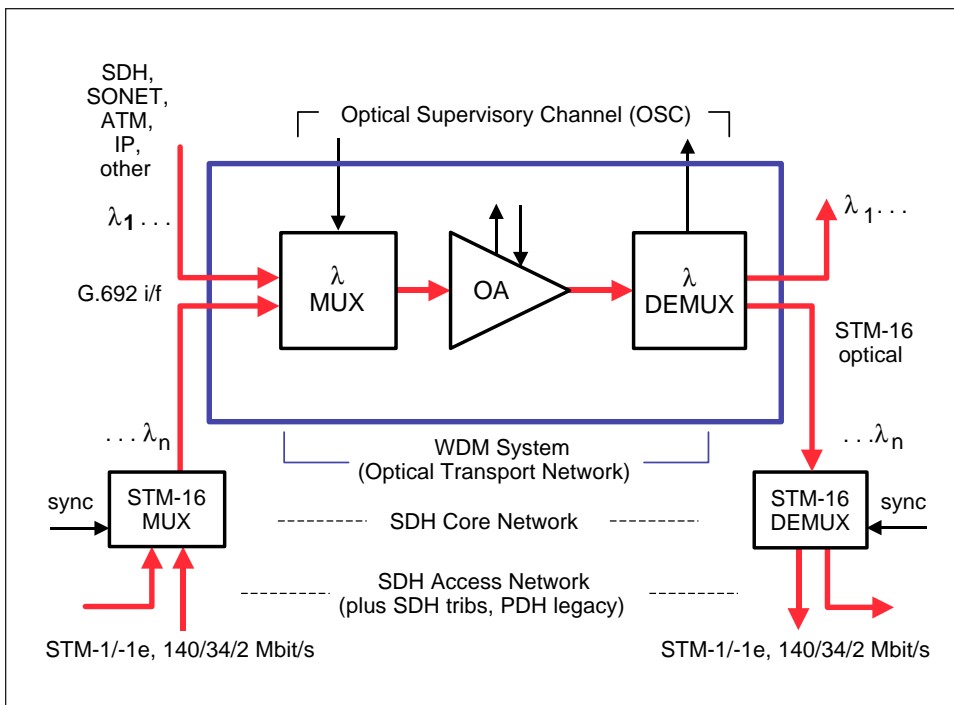 SDH,
SONET,
ATM,
IP,
other
Optical Supervisory Channel (OSC)
λ1 . . .
λ 1 . . .
G.692 i/f
λ
MUX
OA
λ
DEMUX
STM-16
optical
. . . λn
WDM System
(Optical Transport Network)
. . . λn
sync
STM-16
MUX
SDH Core Network
STM-16
DEMUX
sync
SDH Access Network
(plus SDH tribs, PDH legacy)
STM-1/-1e, 140/34/2 Mbit/s
STM-1/-1e, 140/34/2 Mbit/s